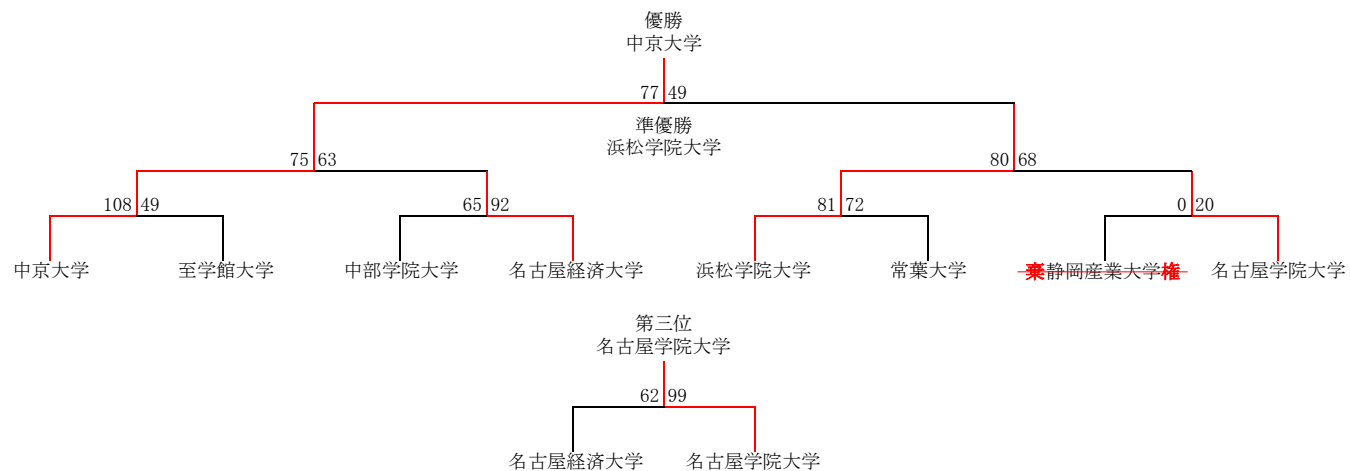 優勝
中京大学
77 49
準優勝
浜松学院大学
75 63
80 68
108 49
65 92
81 72
0 20
中京大学
至学館大学
中部学院大学
名古屋経済大学
浜松学院大学
常葉大学
棄静岡産業大学権
名古屋学院大学
第三位
名古屋学院大学
62 99
名古屋経済大学
名古屋学院大学